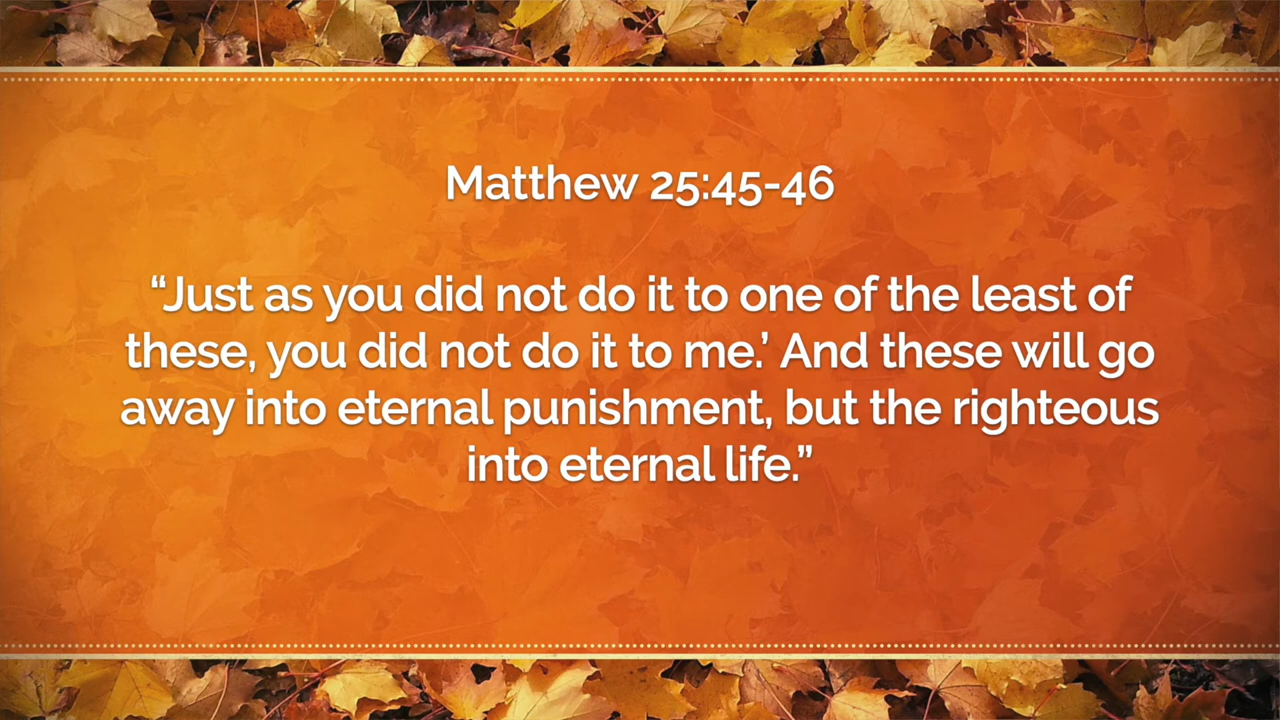 Matthew 25:45-46
“Just as you did not do it to one of the least of
these, you did not do it to me.’ And these will go
away into eternal punishment, but the righteous
into eternal life.”